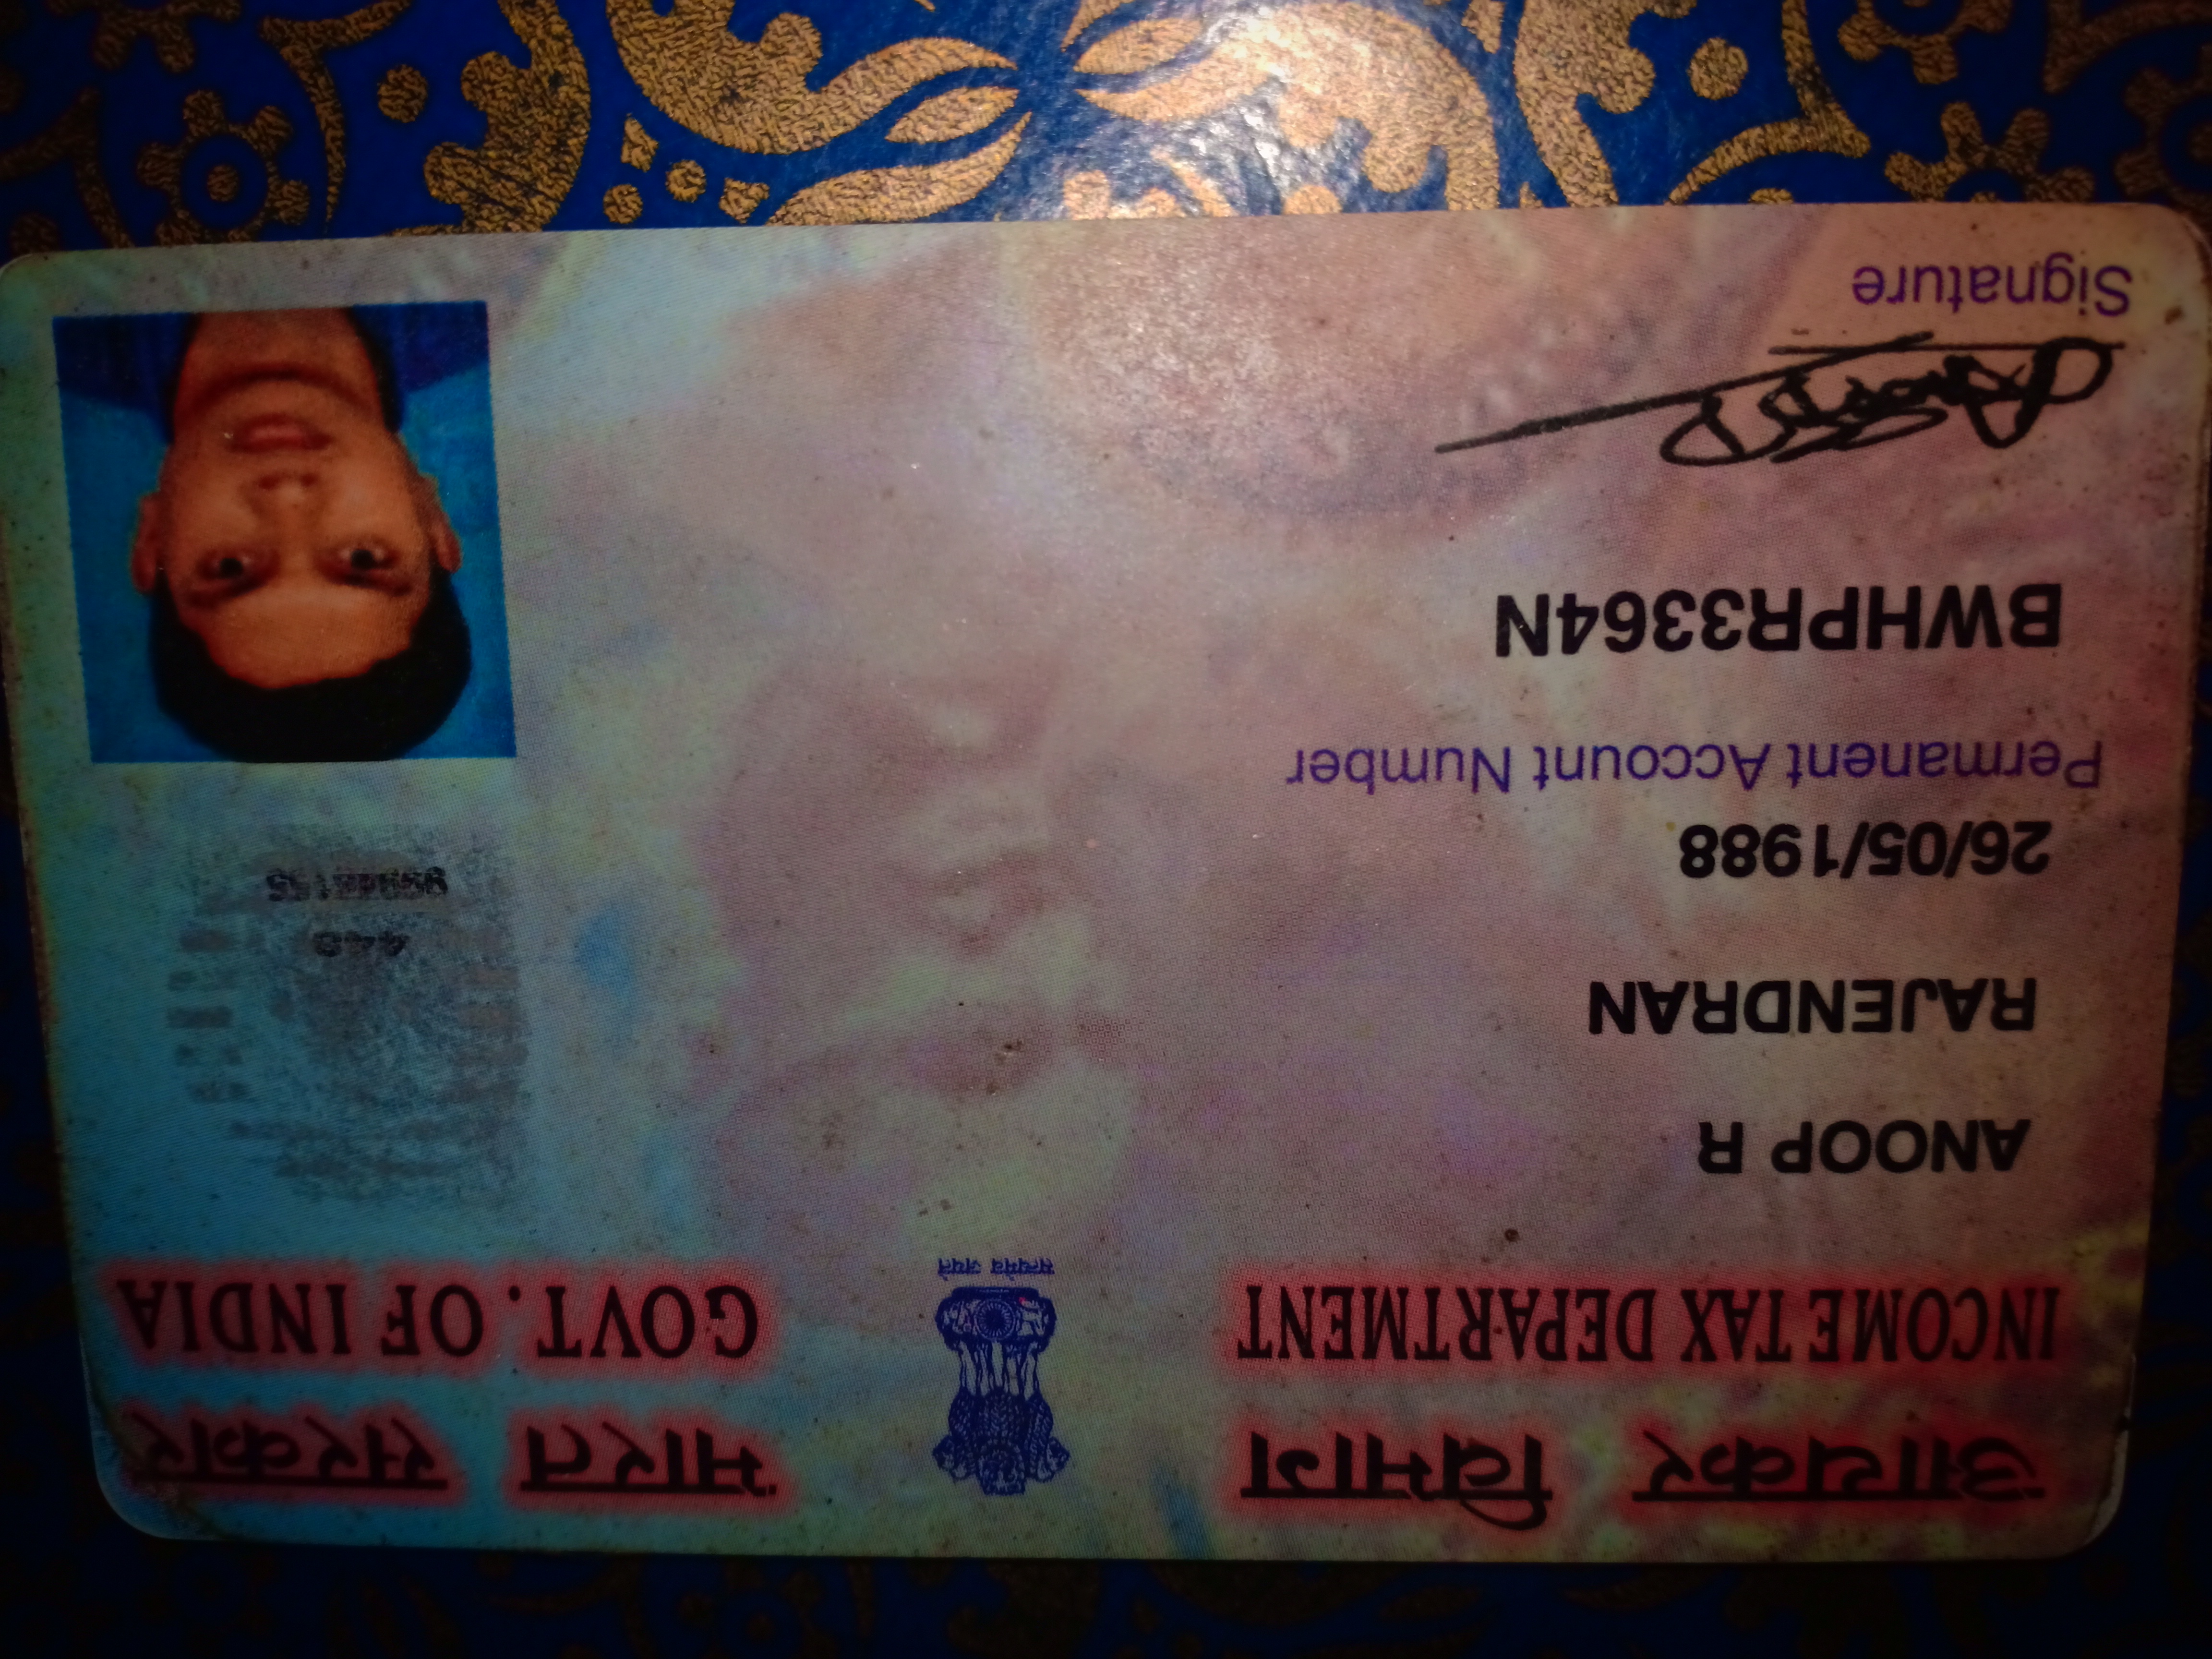 आयकर विभाग
INCOME TAX DEPARTMENT
सत्यमेव जयते
भारत सरकार
GOVT. OF INDIA
ANOOP R
RAJENDRAN
26/05/1988
Permanent Account Number
BWHPR3364N
Signature